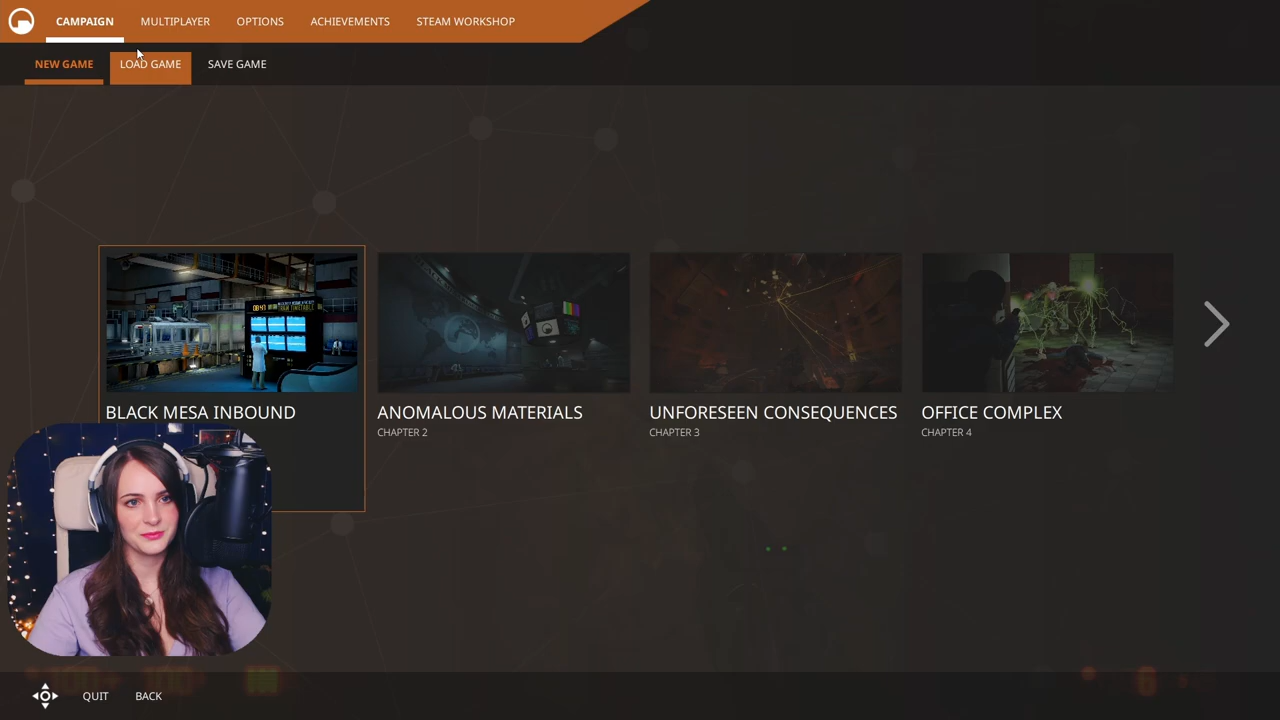 CAMPAIGN MULTIPLAYER OPTIONS ACHIEVEMENTS STEAM WORKSHOP
NEW GAME LOAD GAME SAVE GAME
BLACK MESA INBOUND
ANOMALOUS MATERIALS
CHAPTER 2
UNFORESEEN CONSEQUENCES
CHAPTER 3
OFFICE COMPLEX
CHAPTER 4
QUIT BACK